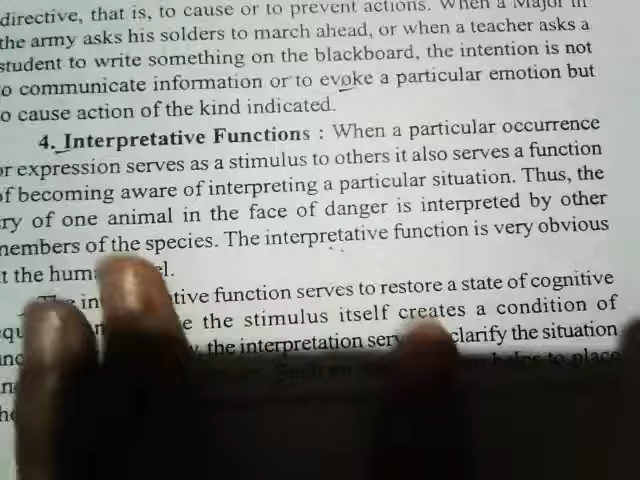 directive, that is, to cause or to prevent actions. When a Major in
the army asks his solders to march ahead, or when a teacher asks a
student to write something on the blackboard, the intention is not
o communicate information or to evoke a particular emotion but
o cause action of the kind indicated.
4. Interpretative Functions : When a particular occurrence
or expression serves as a stimulus to others it also serves a function
of becoming aware of interpreting a particular situation. Thus, the
ry of one animal in the face of danger is interpreted by other
members of the species. The interpretative function is very obvious
t the hum el.
The in tive function serves to restore a state of cognitive
equ e the stimulus itself creates a condition of
the interpretation clarify the situation
helps to place